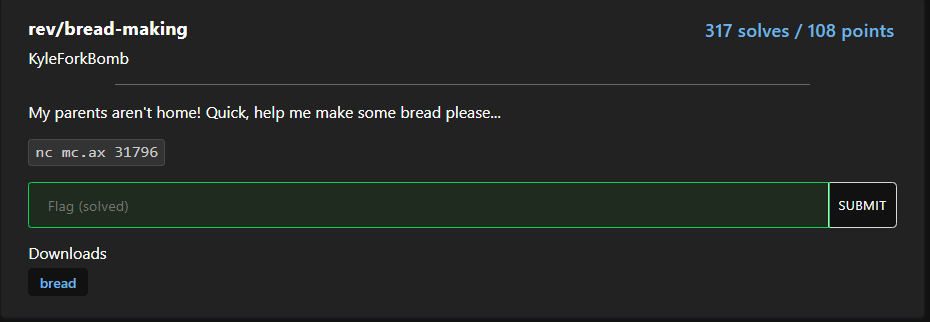 rev/bread-making
317 solves / 108 points
KyleForkBomb
My parents aren't home! Quick, help me make some bread please...
nc mc.ax 31796
Flag (solved)
SUBMIT
Downloads
bread